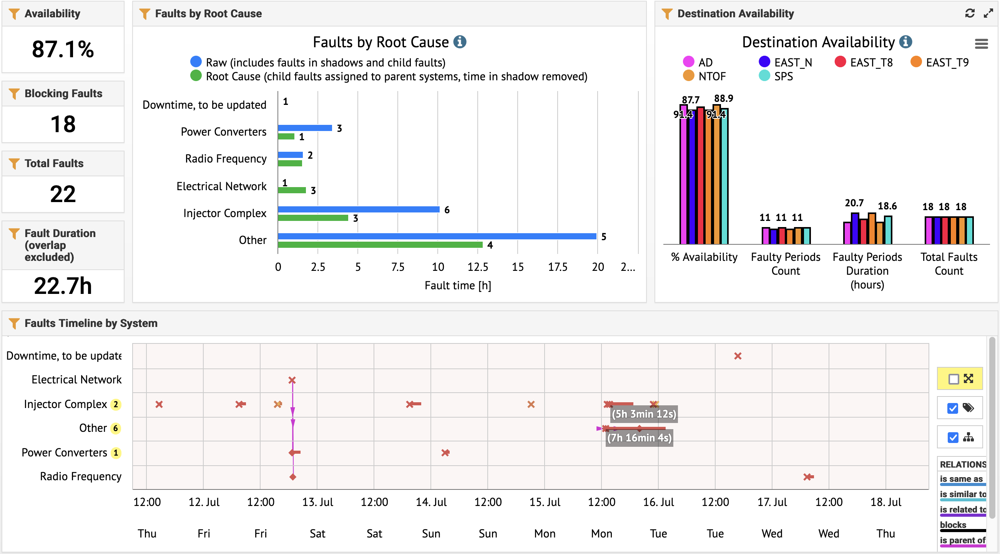 Availability
87.1%
Blocking Faults
18
Total Faults
22
Fault Duration
(overlap
excluded)
22.7h
Faults by Root Cause
Faults by Root Cause
Raw (includes faults in shadows and child faults)
Root Cause (child faults assigned to parent systems, time in shadow removed)
Downtime, to be updated
1
Power Converters
3
1
Radio Frequency
2
Electrical Network
1
3
Injector Complex
6
3
Other
5
4
0 2.5 5 7.5 10 12.5 15 17.5 20 2...
Fault time [h]
Destination Availability
Destination Availability
AD EAST_N EAST_T8 EAST_T9
NTOF SPS
87.7 88.9
91.4 91.4
11 11 11
20.7 18.6
18 18 18
% Availability
Faulty Periods
Count
Faulty Periods
Duration
(hours)
Total Faults
Count
Faults Timeline by System
Downtime, to be update
Electrical Network
Injector Complex 2
Other 6
Power Converters 1
Radio Frequency
(5h 3min 12s)
(7h 16min 4s)
12:00 12. Jul 12:00 13. Jul 12:00 14. Jul 12:00 15. Jul 12:00 16. Jul 12:00 17. Jul 12:00 18. Jul
Thu Fri Fri Sat Sat Sun Sun Mon Mon Tue Tue Wed Wed Thu
RELATIONS
is same as
is similar to
is related to
blocks
is parent of